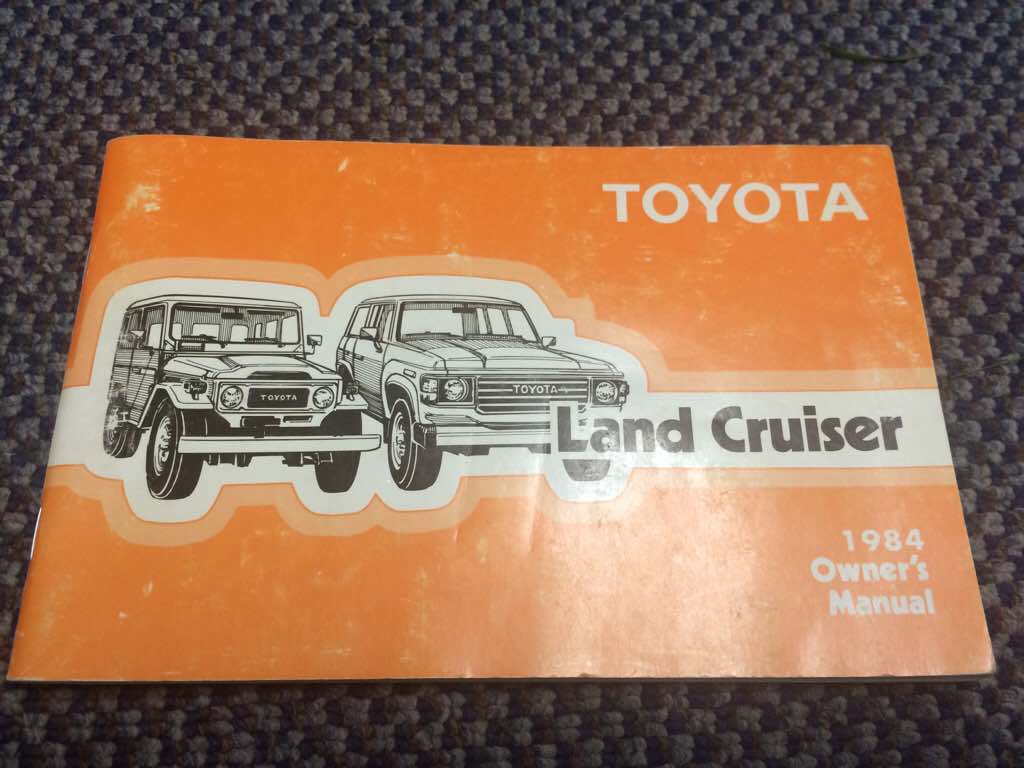 TOYOTA
TOYOTA
TOYOTA
Land Cruiser
1984
Owner's
Manual